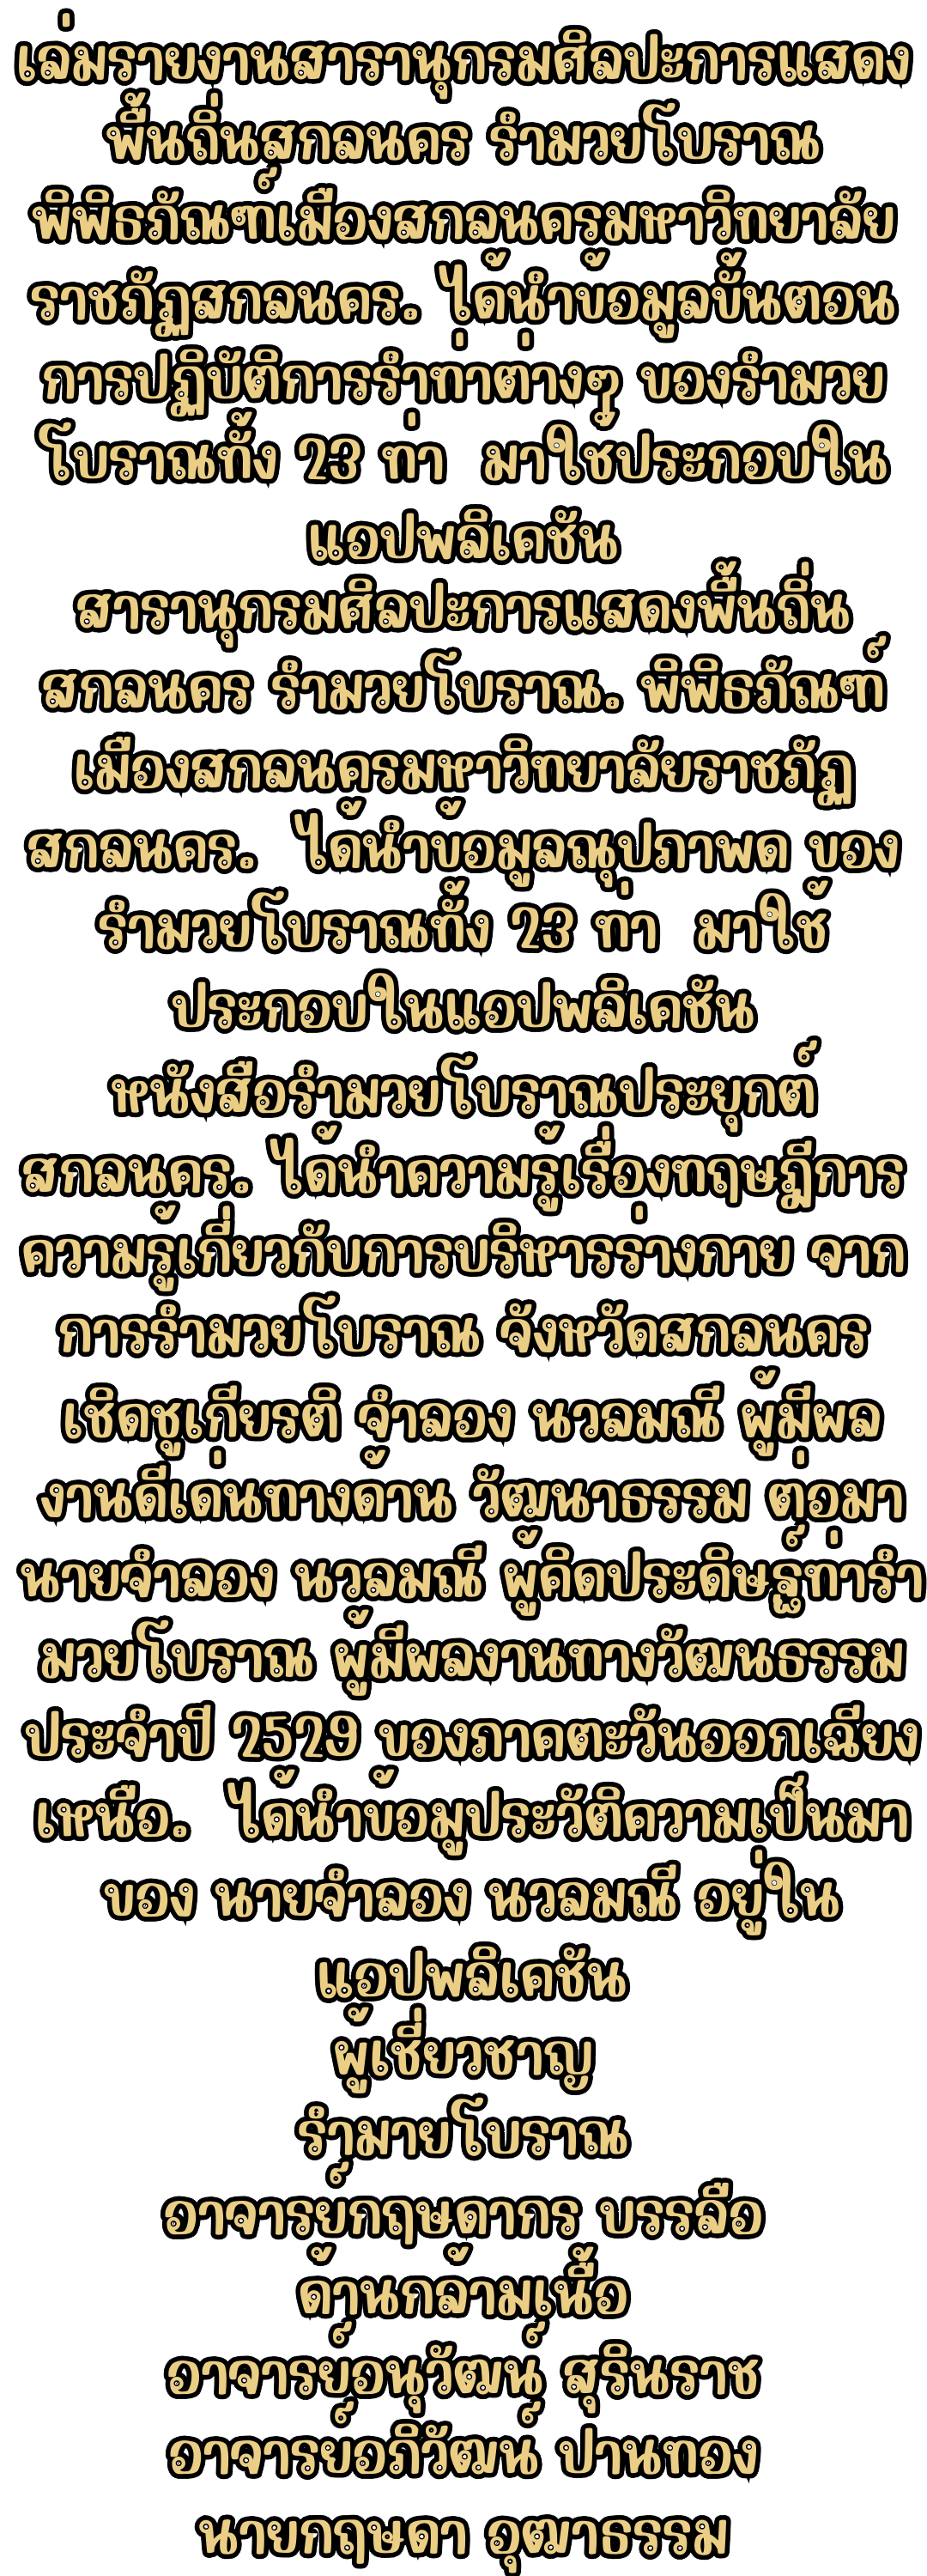 เล่มรายงานสารานุกรมศิลปะการแสดง
พื้นถิ่นสกลนคร รำมวยโบราณ
พิพิธภัณฑ์เมืองสกลนครมหาวิทยาลัย
ราชภัฏสกลนคร. ได้นำข้อมูลขั้นตอน
การปฏิบัติการรำท่าต่างๆ ของรำมวย
โบราณทั้ง 23 ท่า  มาใช้ประกอบใน
แอปพลิเคชัน
สารานุกรมศิลปะการแสดงพื้นถิ่น
สกลนคร รำมวยโบราณ. พิพิธภัณฑ์
เมืองสกลนครมหาวิทยาลัยราชภัฏ
สกลนคร.  ได้นำข้อมูลณุปภาพด ของ
รำมวยโบราณทั้ง 23 ท่า  มาใช้
ประกอบในแอปพลิเคชัน
หนังสือรำมวยโบราณประยุกต์
สกลนคร. ได้นำความรู้เรื่องทฤษฎีการ
ความรู้เกี่ยวกับการบริหารร่างกาย จาก
การรำมวยโบราณ จังหวัดสกลนคร
เชิดชูเกียรติ จำลอง นวลมณี ผู้มีผล
งานดีเด่นทางด้าน วัฒนาธรรม ต่อมา
นายจำลอง นวลมณี ผู้คิดประดิษฐ์ท่ารำ
มวยโบราณ ผู้มีผลงานทางวัฒนธรรม
ประจำปี 2529 ของภาคตะวันออกเฉียง
เหนือ.  ได้นำข้อมูประวัติความเป็นมา
ของ นายจำลอง นวลมณี อยู่ใน
แอปพลิเคชัน
ผู้เชี่ยวชาญ
รำมายโบราณ
อาจารย์กฤษดากร บรรลือ
ด้านกล้ามเนื้อ
อาจารย์อนุวัฒน์ สุรินราช
อาจารย์อภิวัฒน์ ปานทอง
นายกฤษดา อุฒาธรรม